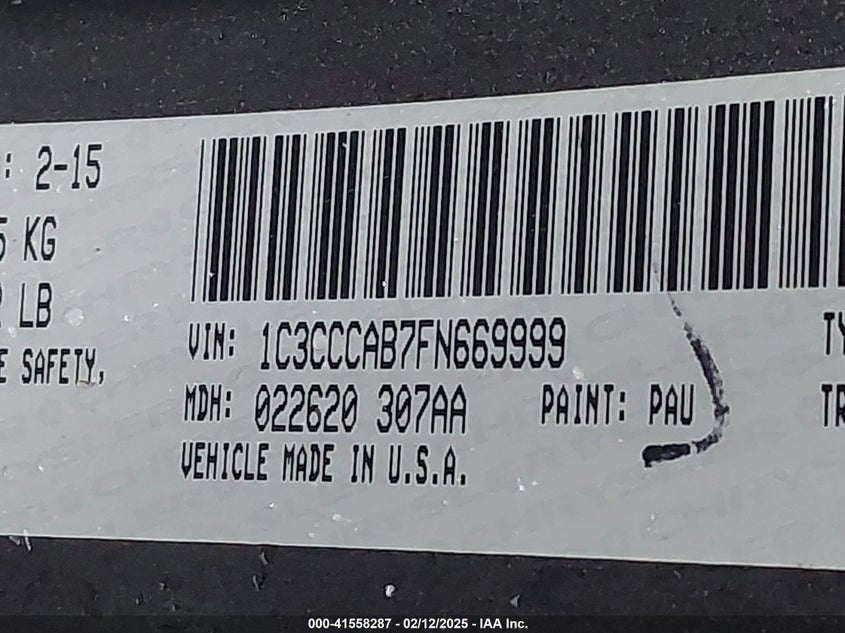 : 2-15
5 KG
LB
E SAFETY,
VIN: 1C3CCCAB7FN669999
MDH: 022620 307AA PAINT: PAU TR
TY
VEHICLE MADE IN U.S.A.
000-41558287 - 02/12/2025 - IAA Inc.